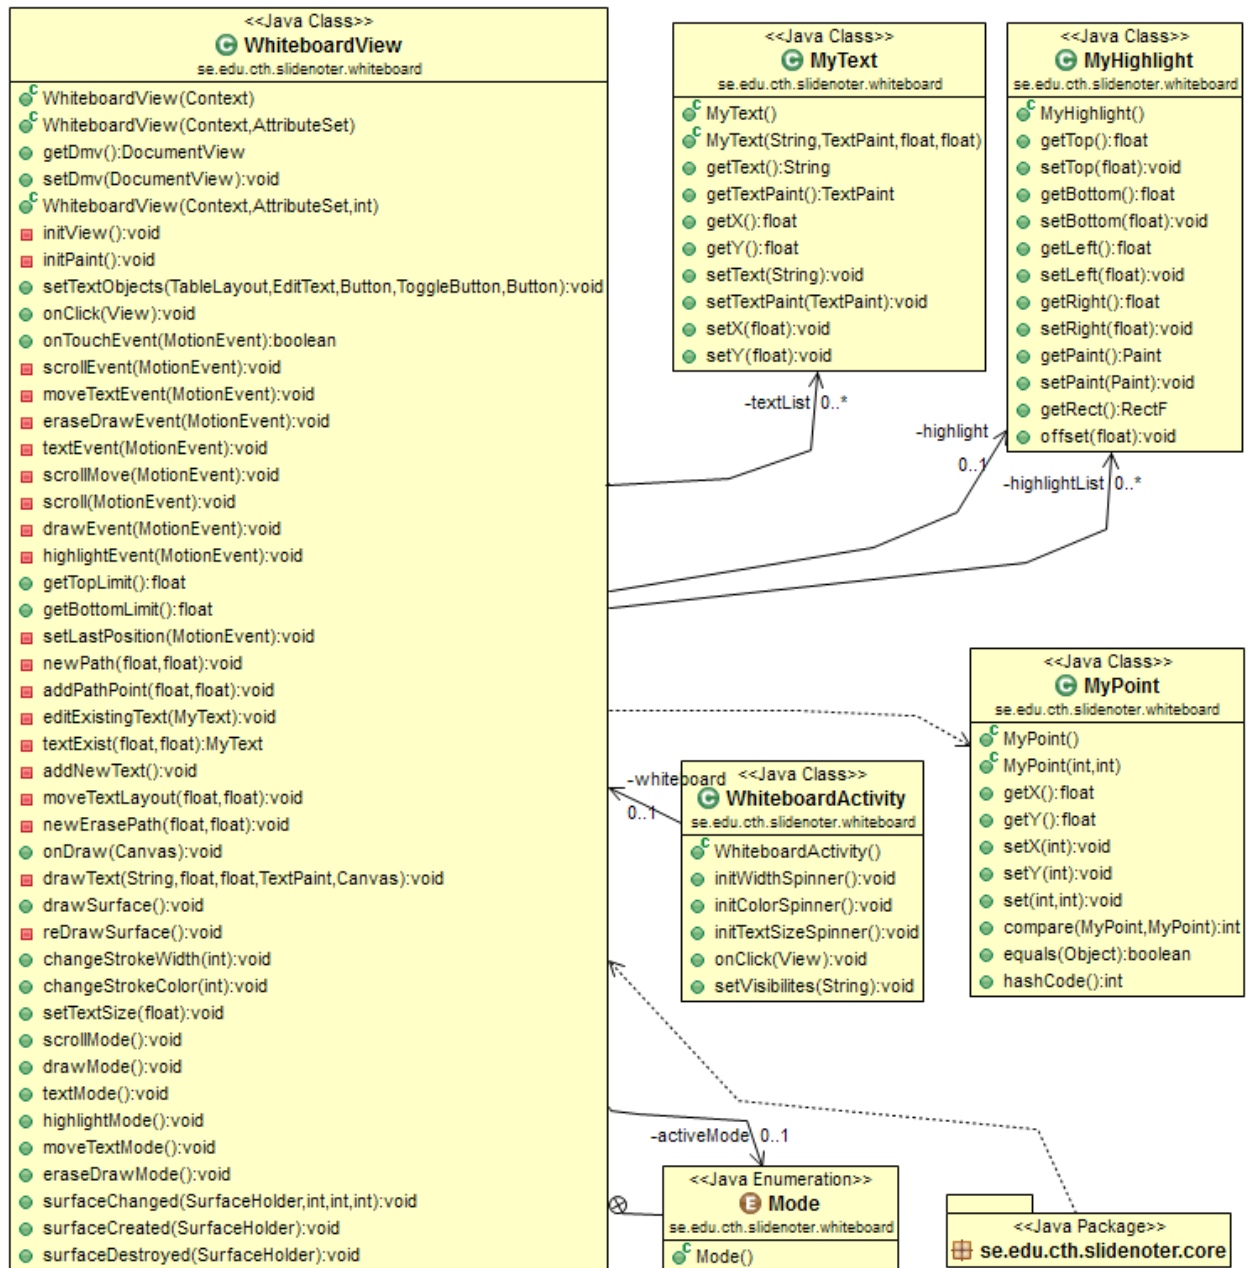 <<Java Class>>
WhiteboardView
se.edu.cth.slidenoter.whiteboard
WhiteboardView(Context)
WhiteboardView(Context,AttributeSet)
getDmv():DocumentView
setDmv(DocumentView):void
WhiteboardView(Context,AttributeSet,int)
initView():void
initPaint():void
setTextObjects(TableLayout,EditText,Button,ToggleButton,Button):void
onClick(View):void
onTouchEvent(MotionEvent):boolean
scrollEvent(MotionEvent):void
moveTextEvent(MotionEvent):void
eraseDrawEvent(MotionEvent):void
textEvent(MotionEvent):void
scrollMove(MotionEvent):void
scroll(MotionEvent):void
drawEvent(MotionEvent):void
highlightEvent(MotionEvent):void
getTopLimit():float
getBottomLimit():float
setLastPosition(MotionEvent):void
newPath(float,float):void
addPathPoint(float,float):void
editExistingText(MyText):void
textExist(float,float):MyText
addNewText():void
moveTextLayout(float,float):void
newErasePath(float,float):void
onDraw(Canvas):void
drawText(String,float,float,TextPaint,Canvas):void
drawSurface():void
reDrawSurface():void
changeStrokeWidth(int):void
changeStrokeColor(int):void
setTextSize(float):void
scrollMode():void
drawMode():void
textMode():void
highlightMode():void
moveTextMode():void
eraseDrawMode():void
surfaceChanged(SurfaceHolder,int,int,int):void
surfaceCreated(SurfaceHolder):void
surfaceDestroyed(SurfaceHolder):void
<<Java Class>>
MyText
se.edu.cth.slidenoter.whiteboard
MyText()
MyText(String,TextPaint,float,float)
getText():String
getTextPaint():TextPaint
getX():float
getY():float
setText(String):void
setTextPaint(TextPaint):void
setX(float):void
setY(float):void
<<Java Class>>
MyHighlight
se.edu.cth.slidenoter.whiteboard
MyHighlight()
getTop():float
setTop(float):void
getBottom():float
setBottom(float):void
getLeft():float
setLeft(float):void
getRight():float
setRight(float):void
getPaint():Paint
setPaint(Paint):void
getRect():RectF
offset(float):void
-textList 0..*
-highlight
0..1
-highlightList 0..*
<<Java Class>>
MyPoint
se.edu.cth.slidenoter.whiteboard
MyPoint()
MyPoint(int,int)
getX():float
getY():float
setX(int):void
setY(int):void
set(int,int):void
compare(MyPoint,MyPoint):int
equals(Object):boolean
hashCode():int
-whiteboard
0..1
<<Java Class>>
WhiteboardActivity
se.edu.cth.slidenoter.whiteboard
WhiteboardActivity()
initWidthSpinner():void
initColorSpinner():void
initTextSizeSpinner():void
onClick(View):void
setVisibilites(String):void
-activeMode 0..1
<<Java Enumeration>>
Mode
se.edu.cth.slidenoter.whiteboard
Mode()
<<Java Package>>
se.edu.cth.slidenoter.core